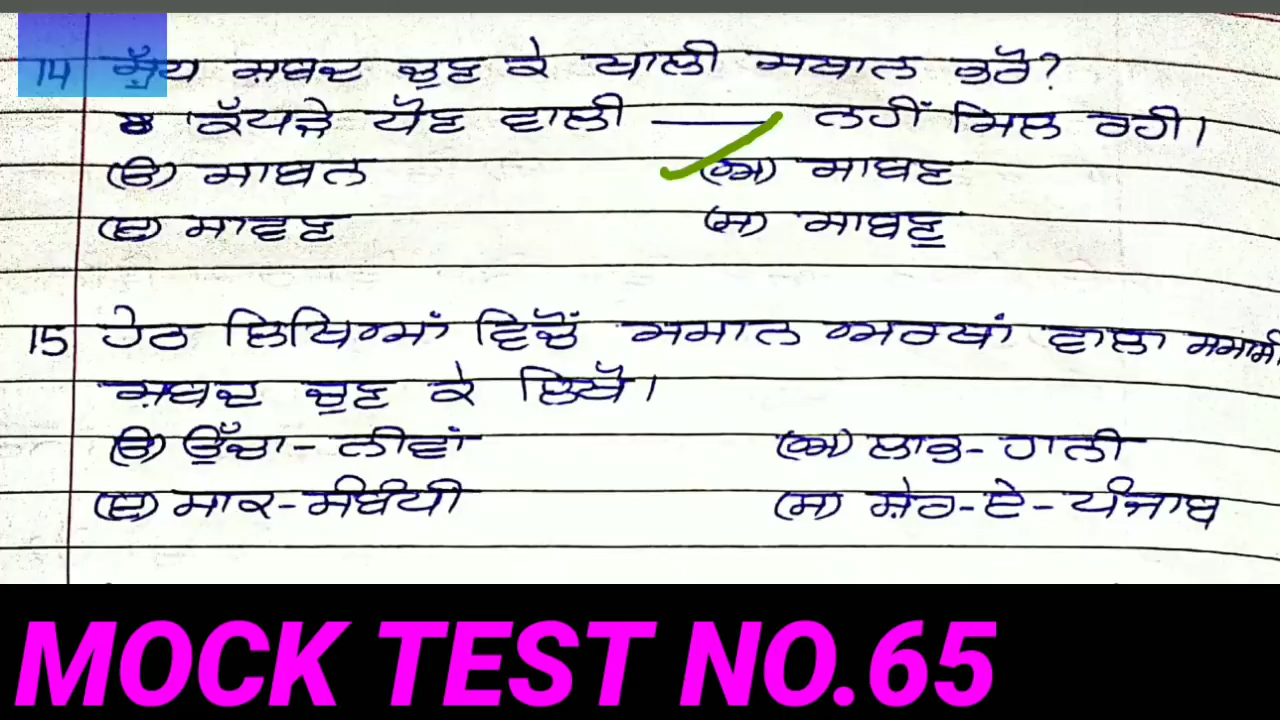 14 ਸ਼ੁੱਧ ਸ਼ਬਦ ਚੁਣ ਕੇ ਖਾਲੀ ਸਥਾਨ ਭਰੋ?
ਕੱਪੜੇ ਧੋਣ ਵਾਲੀ ——— ਨਹੀਂ ਮਿਲ ਰਹੀ।
(ੳ) ਸਾਬਨ (ਅ) ਸਾਬਣ
(ੲ) ਸਾਵਣ (ਸ) ਸਾਬਣੁ
15 ਹੇਠ ਲਿਖਿਆਂ ਵਿਚੋਂ ਸਮਾਨ ਅਰਥਾਂ ਵਾਲਾ ਸਮਾਸੀ
ਸ਼ਬਦ ਚੁਣ ਕੇ ਲਿਖੋ।
(ੳ) ਉੱਚਾ-ਨੀਵਾਂ (ਅ) ਲਾਭ-ਹਾਨੀ
(ੲ) ਸਾਕ-ਸੰਬੰਧੀ (ਸ) ਸ਼ੇਰ-ਏ-ਪੰਜਾਬ
MOCK TEST NO.65